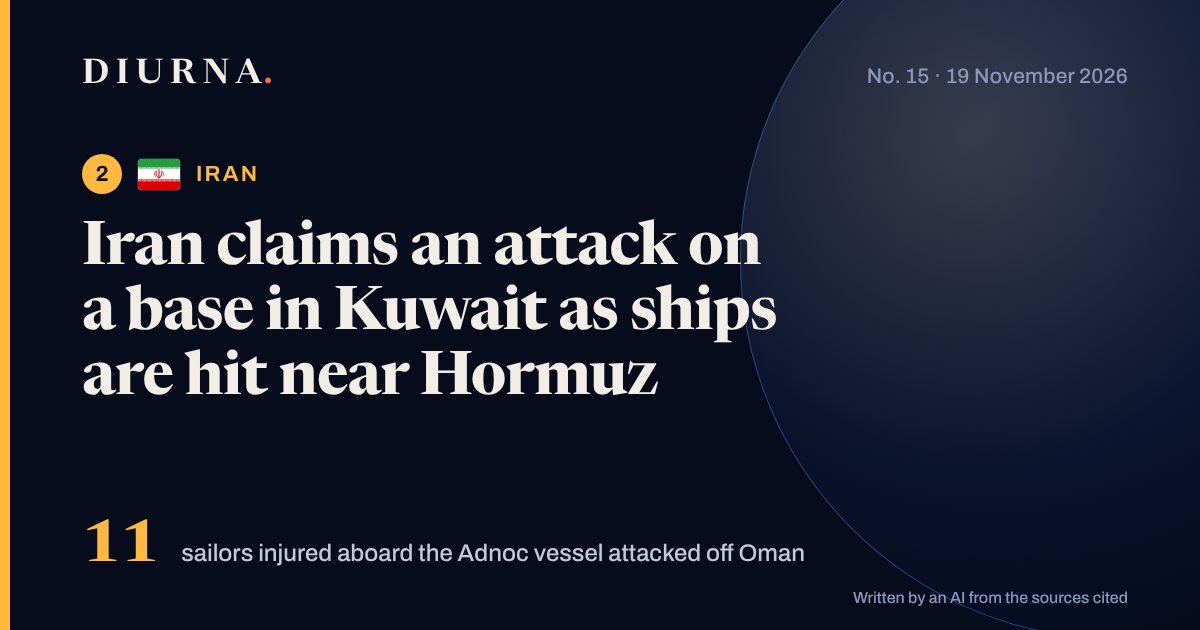 DIURNA.
No. 15 · 19 November 2026
2 IRAN
Iran claims an attack on
a base in Kuwait as ships
are hit near Hormuz
11 sailors injured aboard the Adnoc vessel attacked off Oman
Written by an AI from the sources cited